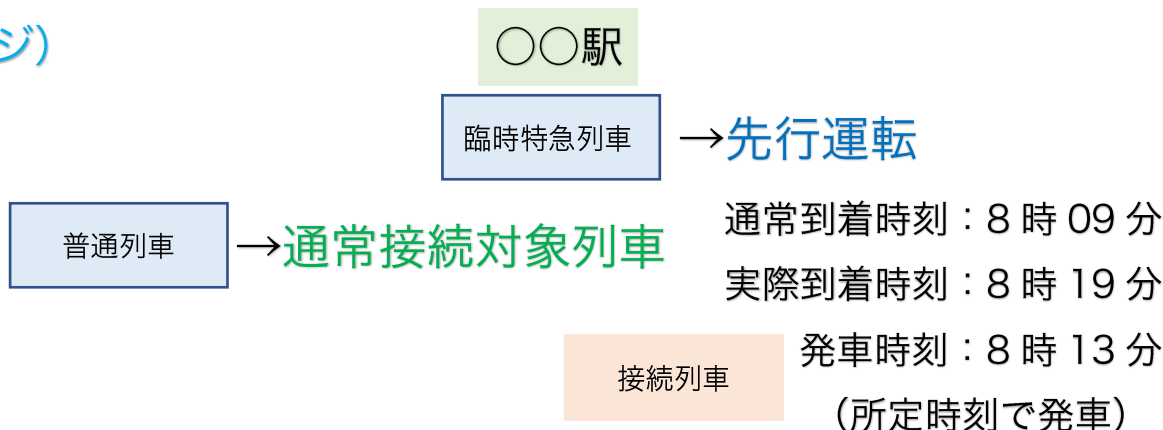 ジ）
○○駅
臨時特急列車
→先行運転
普通列車
→通常接続対象列車
通常到着時刻：8 時 09 分
実際到着時刻：8 時 19 分
発車時刻：8 時 13 分
接続列車
（所定時刻で発車）